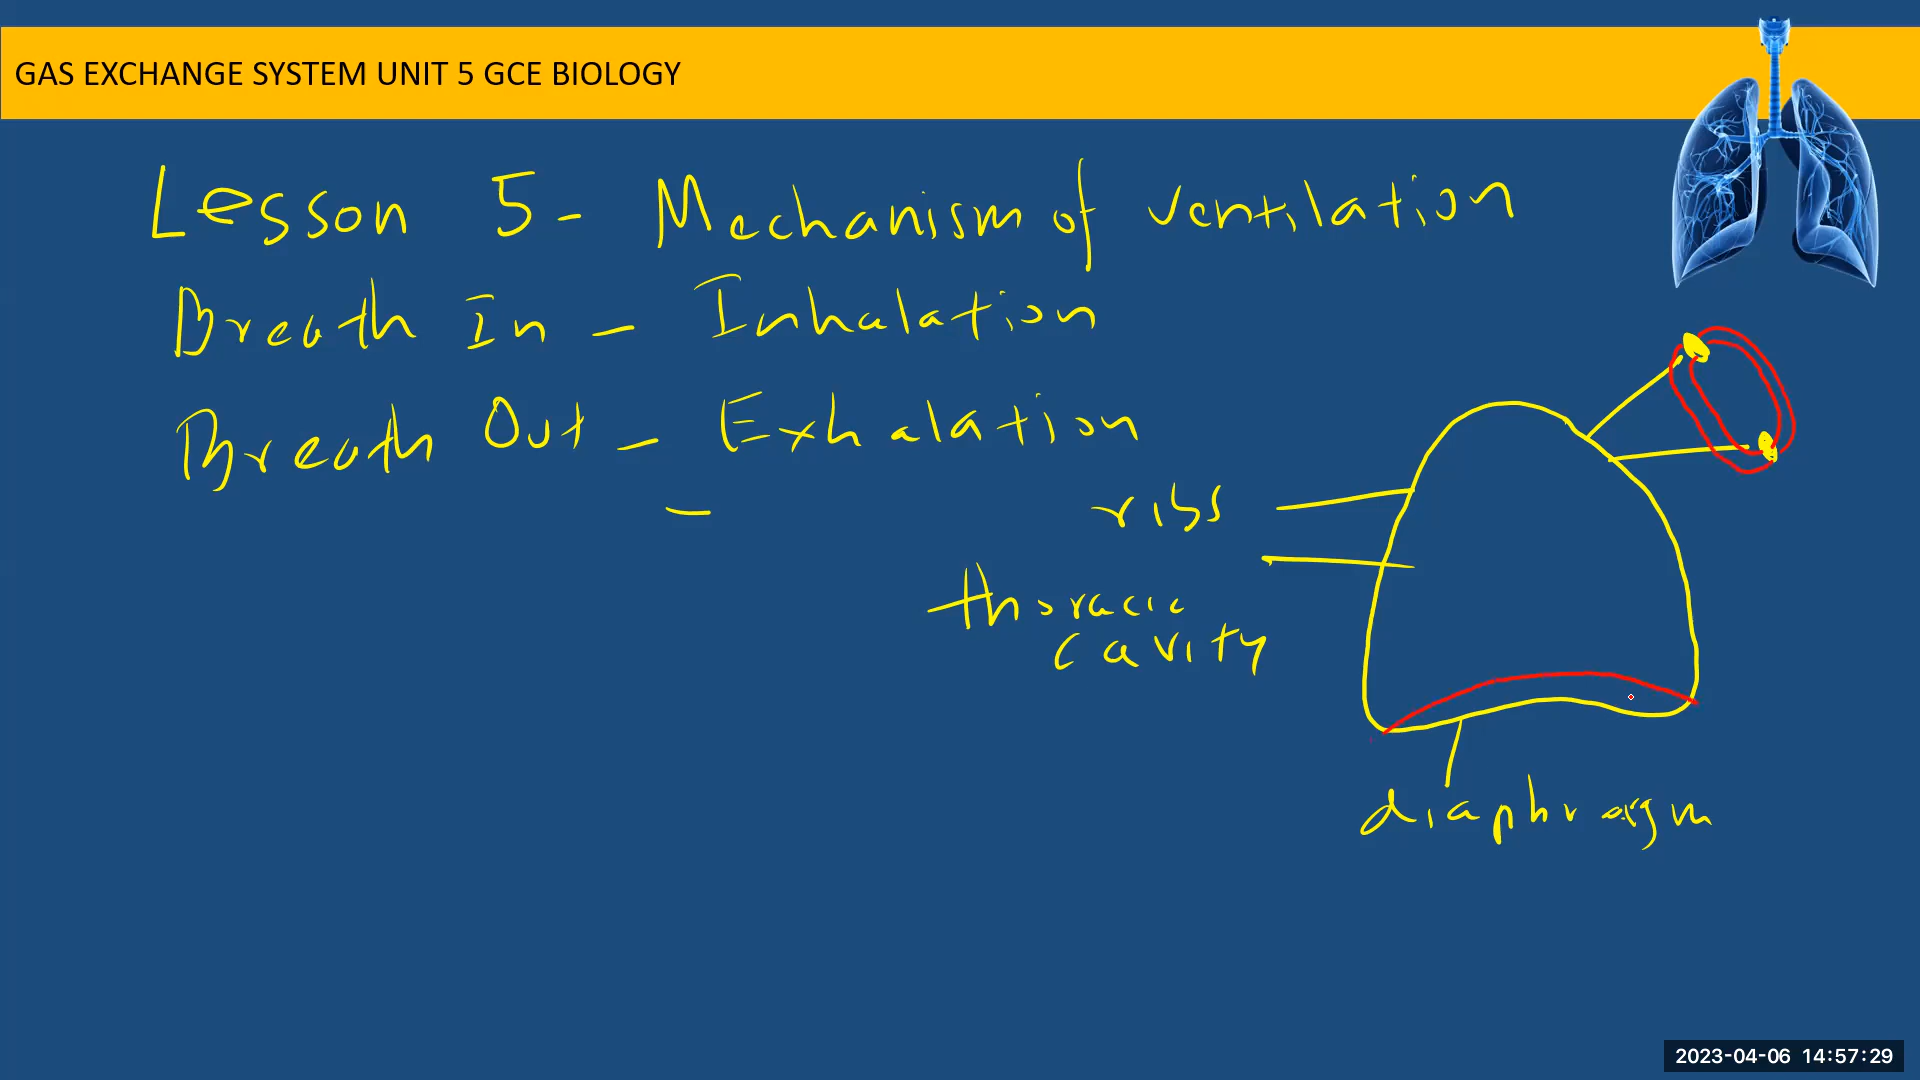 GAS EXCHANGE SYSTEM UNIT 5 GCE BIOLOGY
Lesson 5 - Mechanism of ventilation
Breath In - Inhalation
Breath Out - Exhalation
-
ribs
thoracic
cavity
diaphragm
2023-04-06 14:57:29